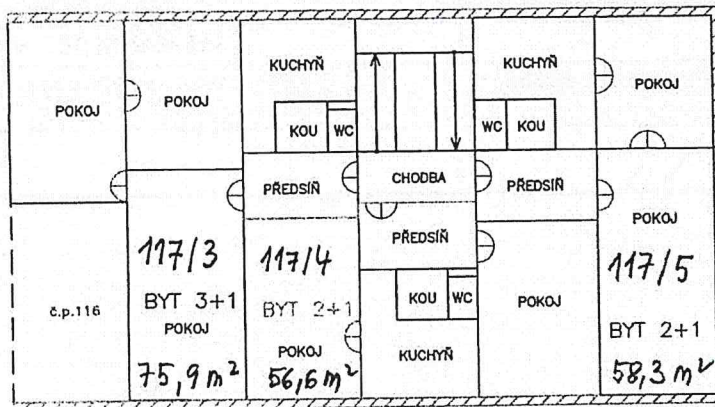 KUCHYŇ
KUCHYŇ
POKOJ
POKOJ
POKOJ
POKOJ
KOU
WC
WC
KOU
PŘEDSÍŇ
CHODBA
PŘEDSÍŇ
POKOJ
PŘEDSÍŇ
117/3
117/4
117/5
KOU
WC
POKOJ
č.p.116
BYT 3+1
BYT 2+1
BYT 2+1
POKOJ
POKOJ
KUCHYŇ
75,9 m²
56,6 m²
58,3 m²